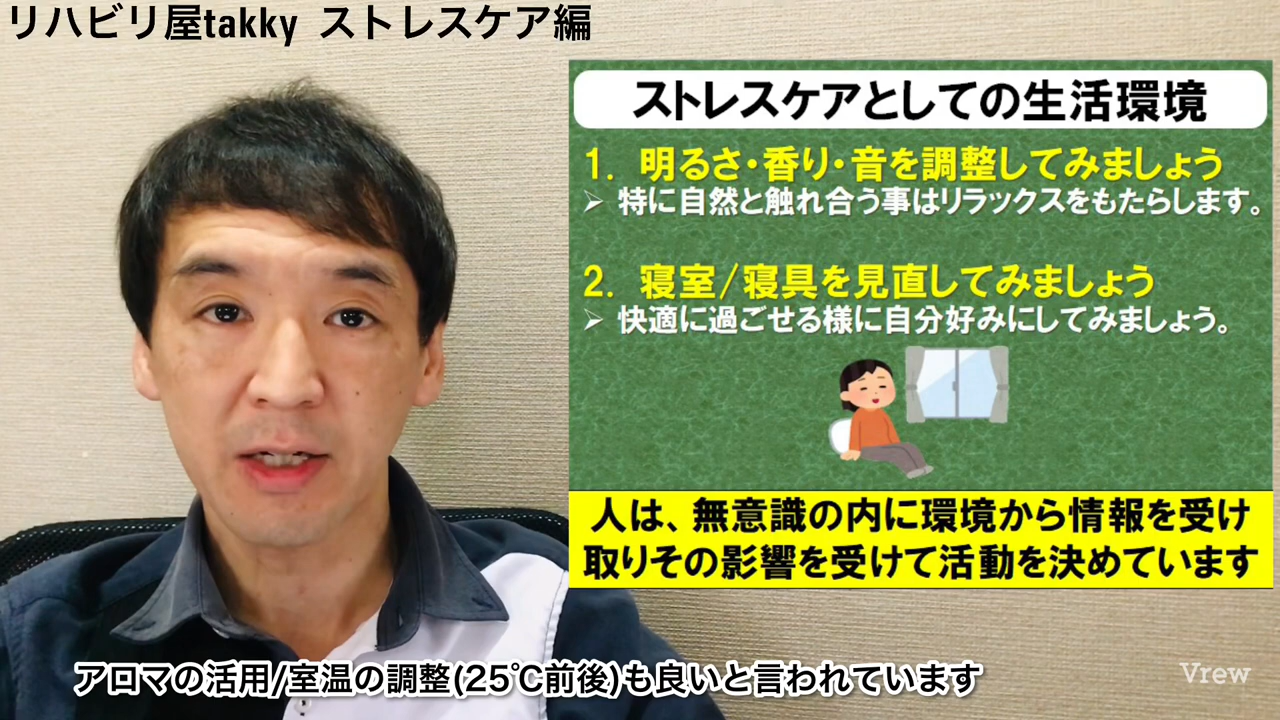 リハビリ屋takky ストレスケア編
ストレスケアとしての生活環境
1. 明るさ・香り・音を調整してみましょう
➢ 特に自然と触れ合う事はリラックスをもたらします。
2. 寝室/寝具を見直してみましょう
➢ 快適に過ごせる様に自分好みにしてみましょう。
人は、無意識の内に環境から情報を受け
取りその影響を受けて活動を決めています
アロマの活用/室温の調整(25℃前後)も良いと言われています
Vrew